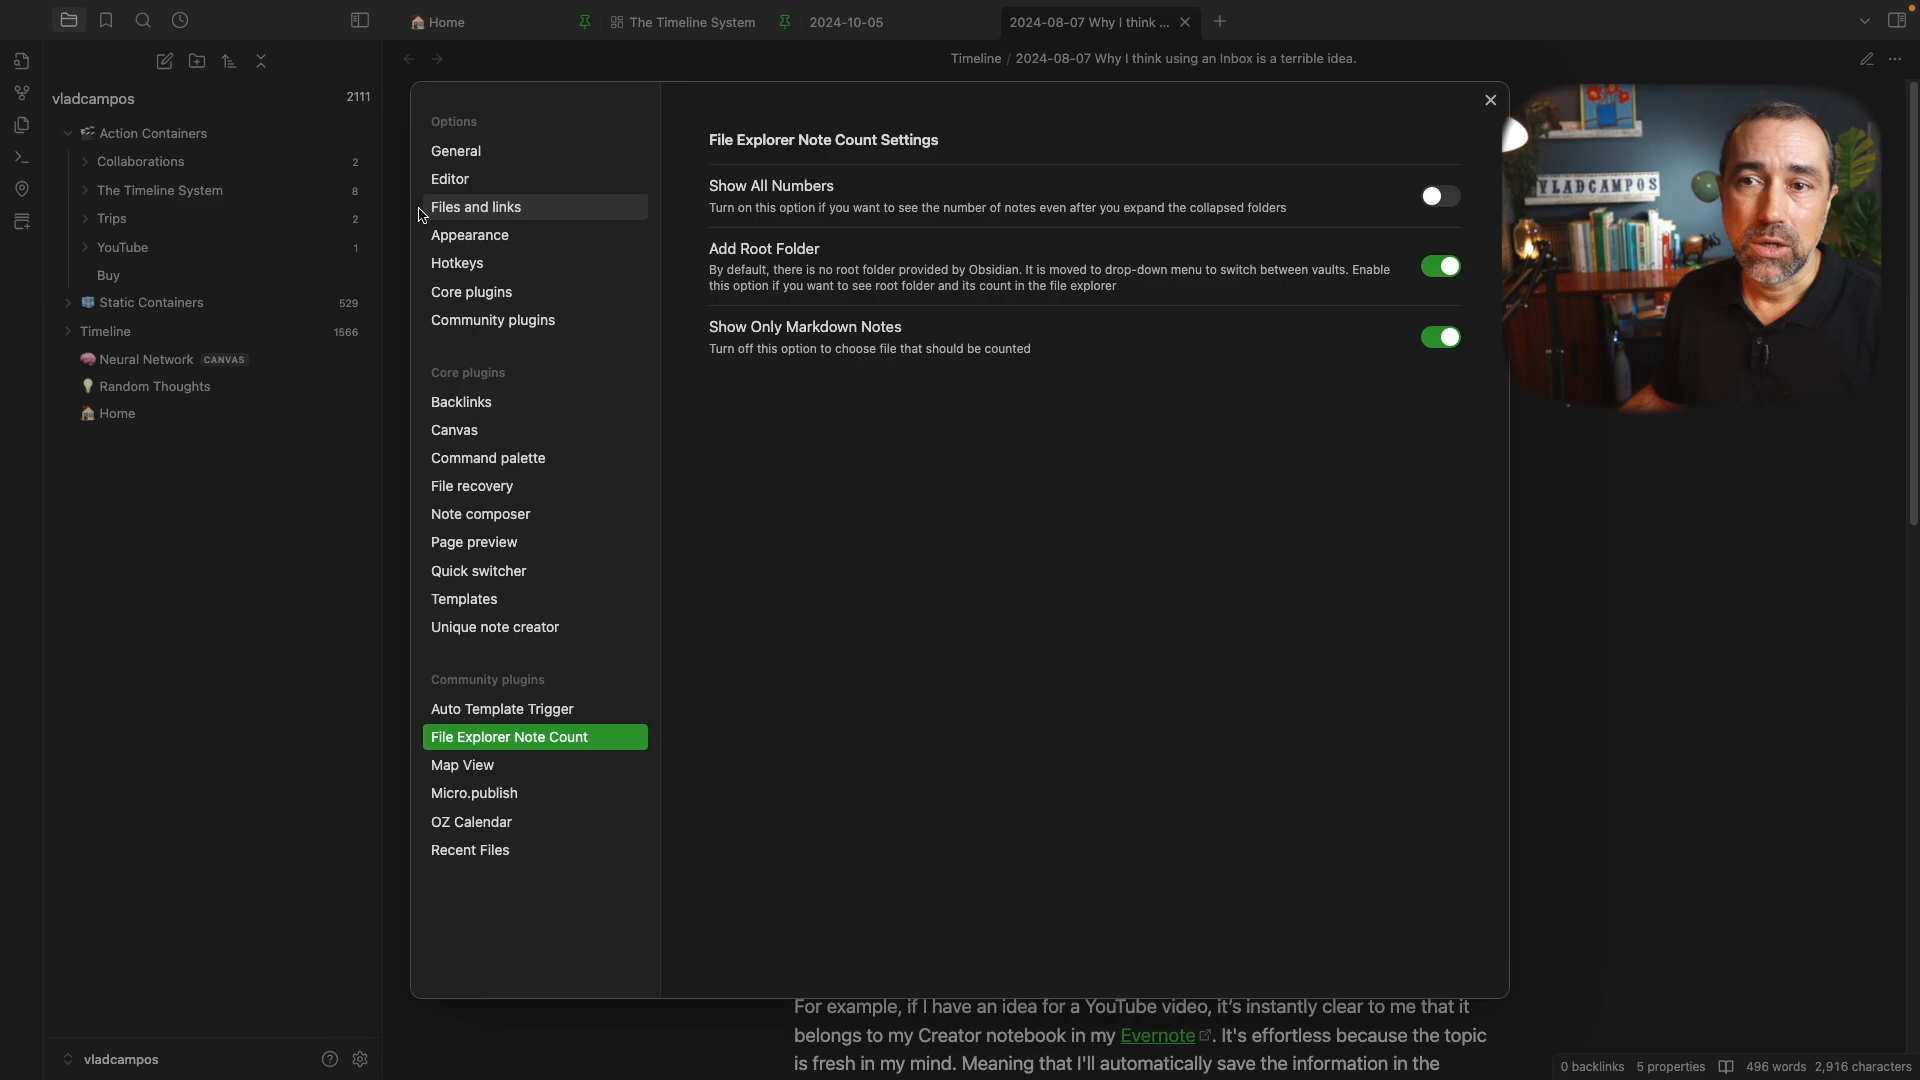 Home
The Timeline System
2024-10-05
2024-08-07 Why I think ...
Timeline / 2024-08-07 Why I think using an Inbox is a terrible idea.
vladcampos 2111
Action Containers
Collaborations 2
The Timeline System 8
Trips 2
YouTube 1
Buy
Static Containers 529
Timeline 1566
Neural Network CANVAS
Random Thoughts
Home
vladcampos
Options
General
Editor
Files and links
Appearance
Hotkeys
Core plugins
Community plugins
Core plugins
Backlinks
Canvas
Command palette
File recovery
Note composer
Page preview
Quick switcher
Templates
Unique note creator
Community plugins
Auto Template Trigger
File Explorer Note Count
Map View
Micro.publish
OZ Calendar
Recent Files
File Explorer Note Count Settings
Show All Numbers
Turn on this option if you want to see the number of notes even after you expand the collapsed folders
Add Root Folder
By default, there is no root folder provided by Obsidian. It is moved to drop-down menu to switch between vaults. Enable
this option if you want to see root folder and its count in the file explorer
Show Only Markdown Notes
Turn off this option to choose file that should be counted
VLADCAMPOS
For example, if I have an idea for a YouTube video, it's instantly clear to me that it
belongs to my Creator notebook in my Evernote. It's effortless because the topic
is fresh in my mind. Meaning that I'll automatically save the information in the
0 backlinks 5 properties 496 words 2,916 characters